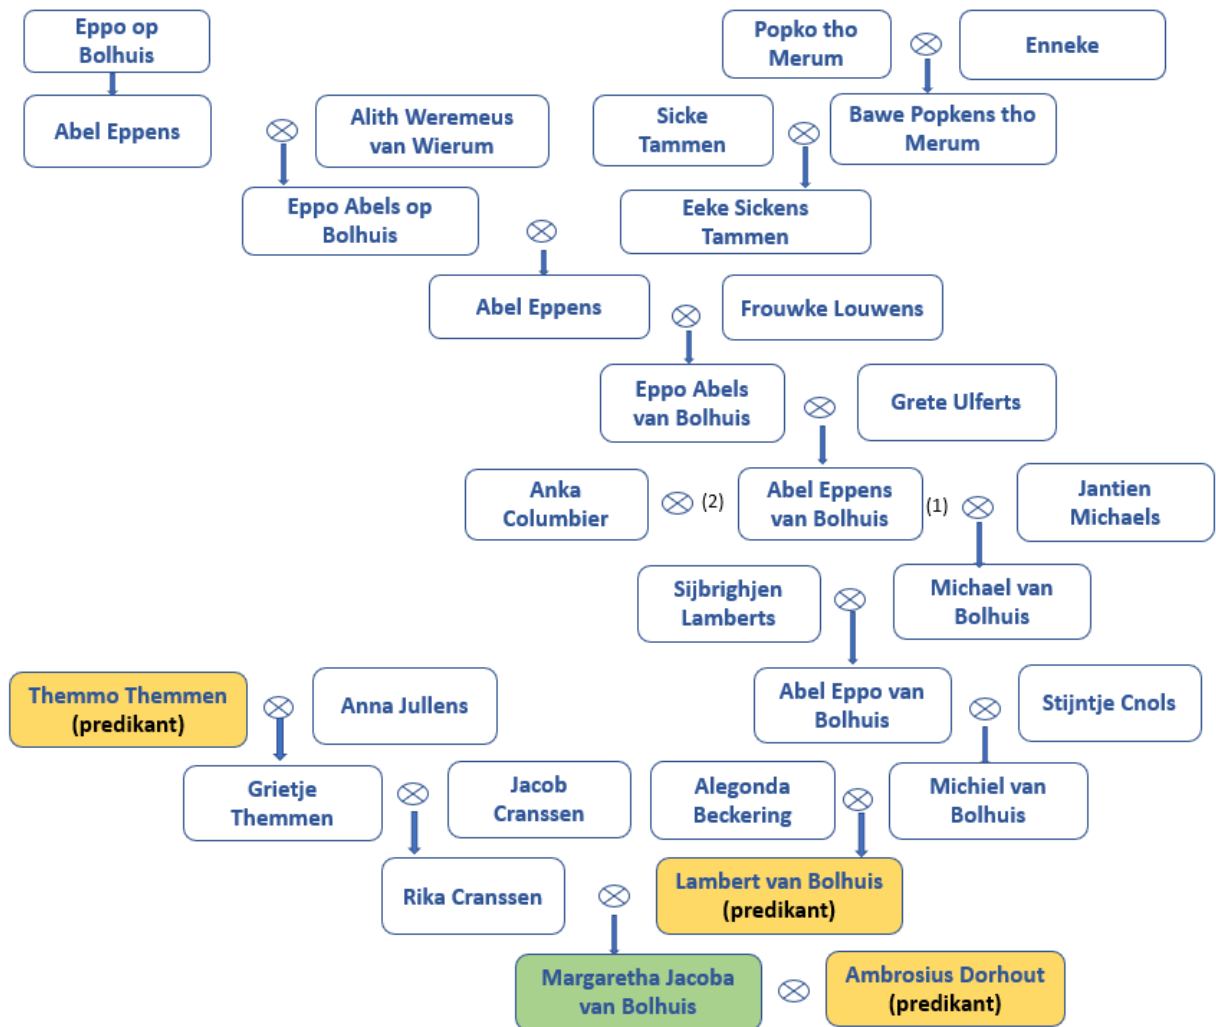 Eppo op
Bolhuis
Popko tho
Merum
Enneke
Abel Eppens
Alith Weremeus
van Wierum
Sicke
Tammen
Bawe Popkens tho
Merum
Eppo Abels op
Bolhuis
Eeke Sickens
Tammen
Abel Eppens
Frouwke Louwens
Eppo Abels
van Bolhuis
Grete Ulferts
Anka
Columbier
(2)
Abel Eppens
van Bolhuis
(1)
Jantien
Michaels
Sijbrighjen
Lamberts
Michael van
Bolhuis
Themmo Themmen
(predikant)
Anna Jullens
Abel Eppo van
Bolhuis
Stijntje Cnols
Grietje
Themmen
Jacob
Cranssen
Alegonda
Beckering
Michiel van
Bolhuis
Rika Cranssen
Lambert van Bolhuis
(predikant)
Margaretha Jacoba
van Bolhuis
Ambrosius Dorhout
(predikant)